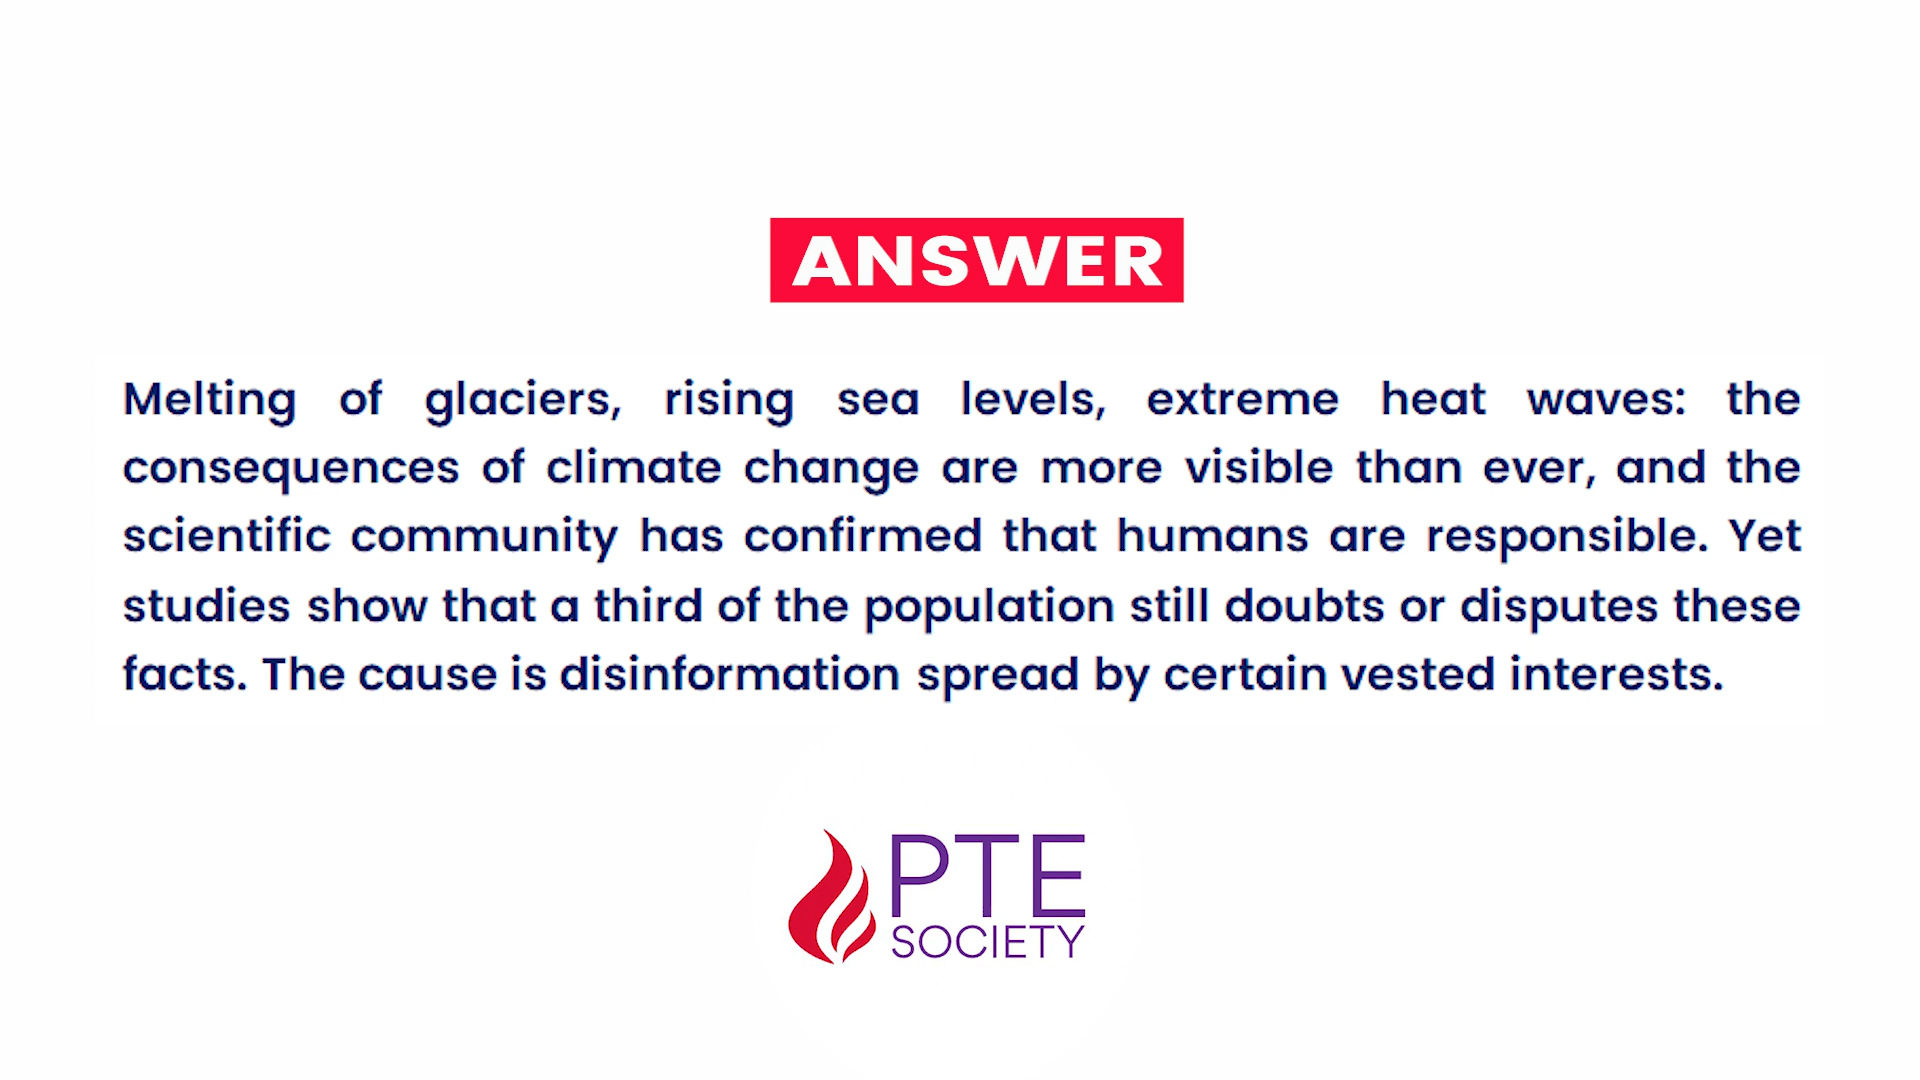 ANSWER
Melting of glaciers, rising sea levels, extreme heat waves: the
consequences of climate change are more visible than ever, and the
scientific community has confirmed that humans are responsible. Yet
studies show that a third of the population still doubts or disputes these
facts. The cause is disinformation spread by certain vested interests.
PTE
SOCIETY